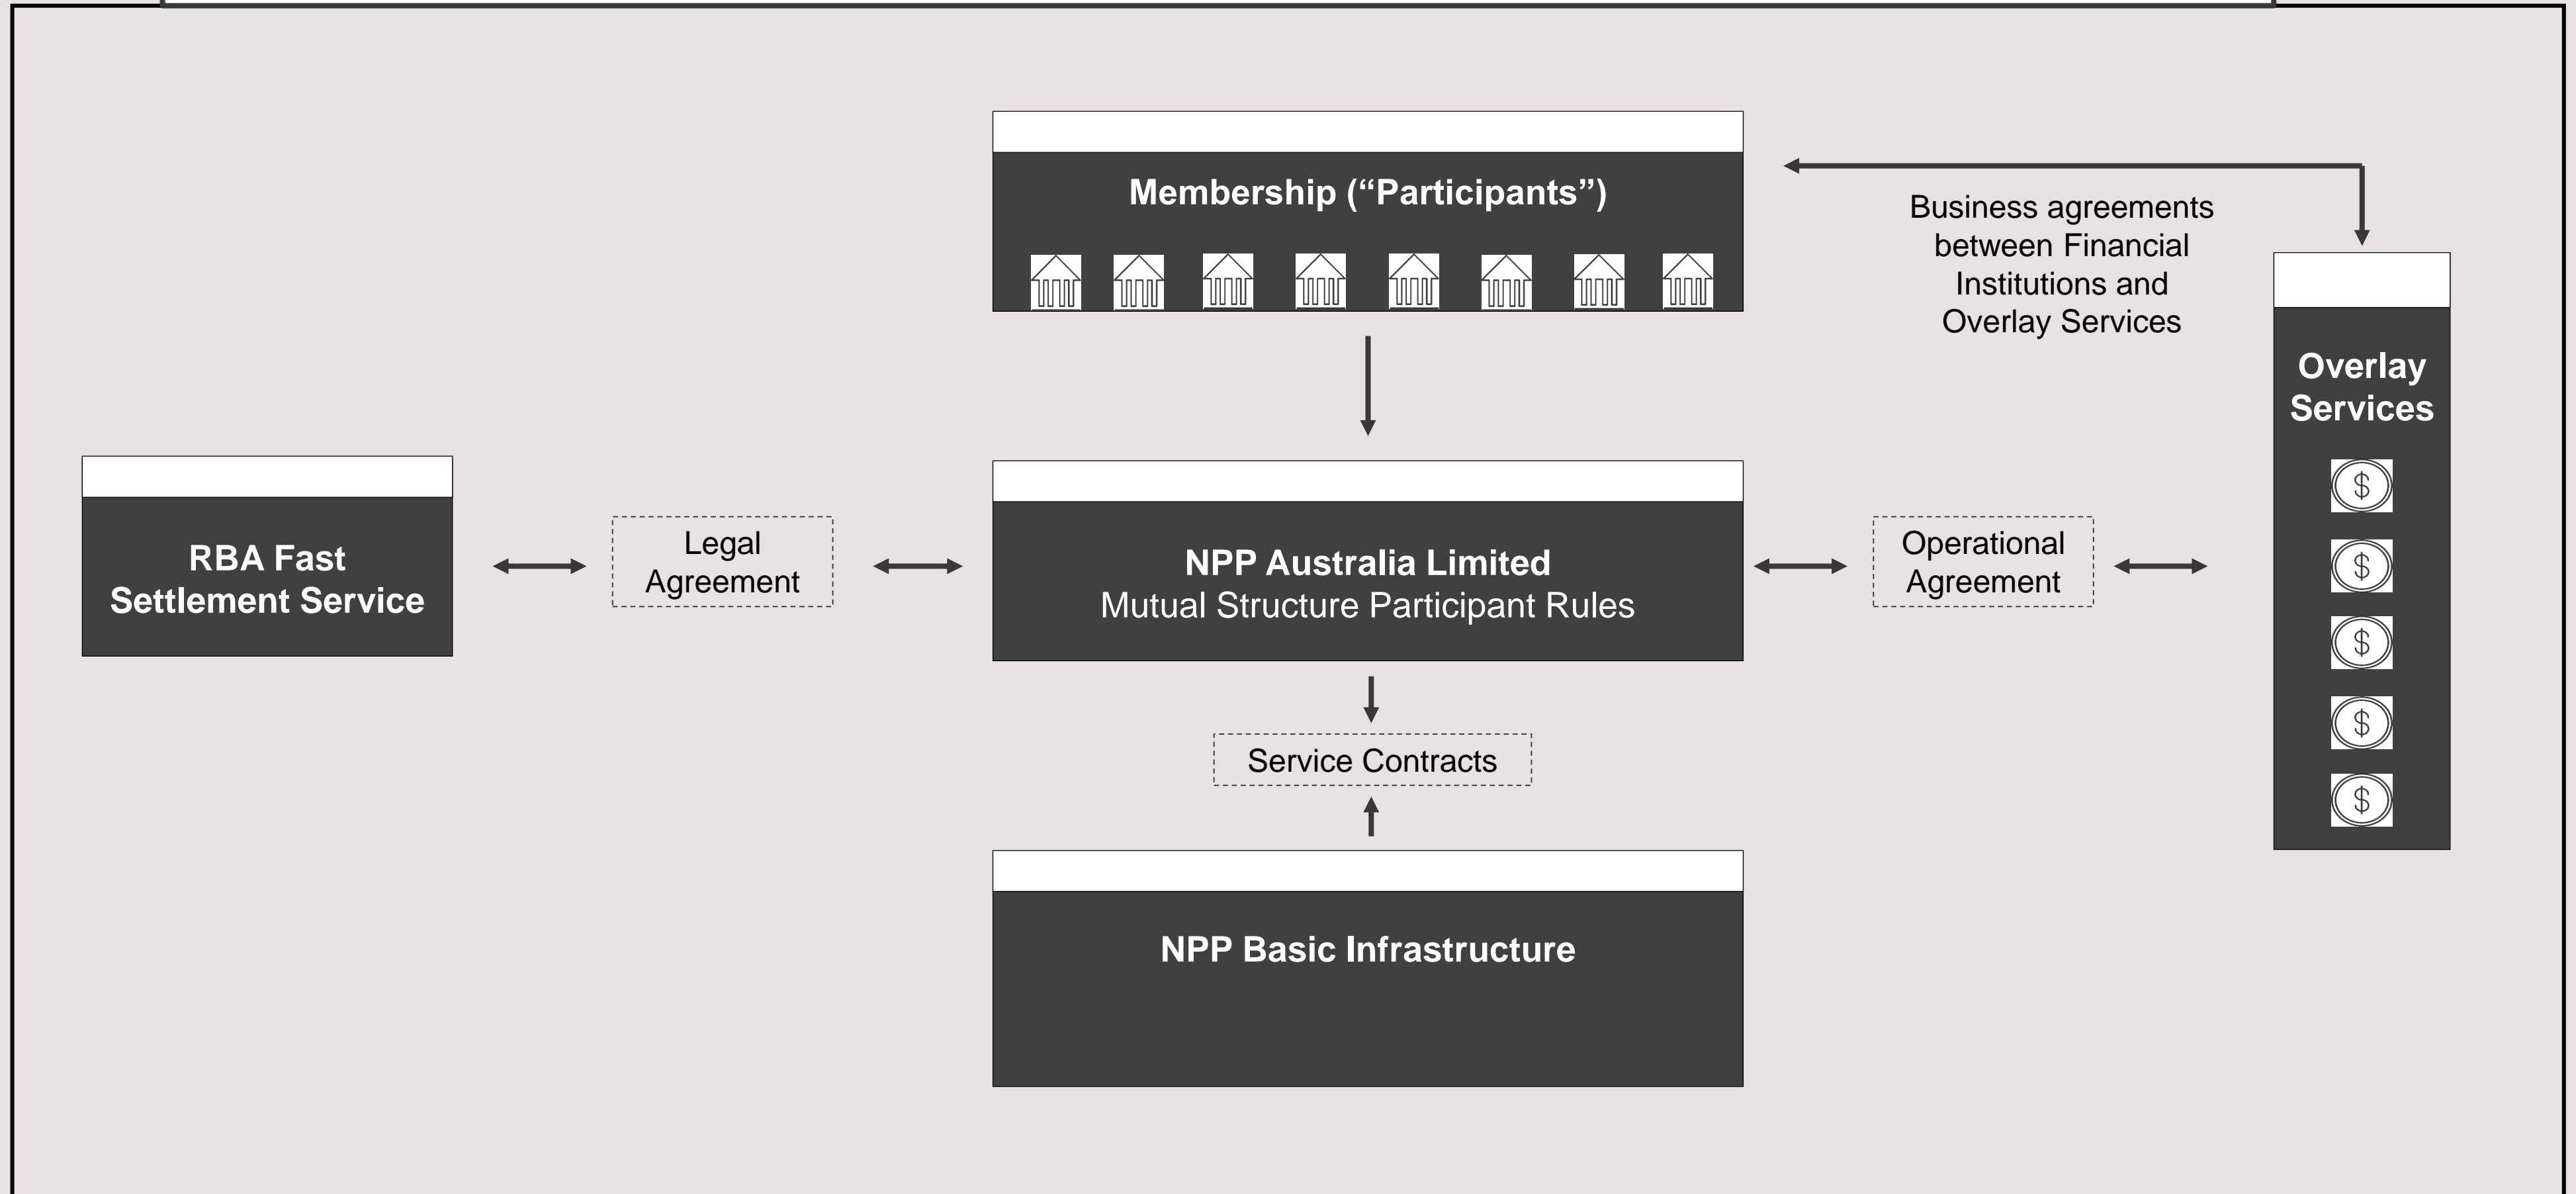 Membership (“Participants”)
Business agreements
between Financial
Institutions and
Overlay Services
Overlay
Services
$
$
$
$
$
RBA Fast
Settlement Service
Legal
Agreement
NPP Australia Limited
Mutual Structure Participant Rules
Operational
Agreement
Service Contracts
NPP Basic Infrastructure